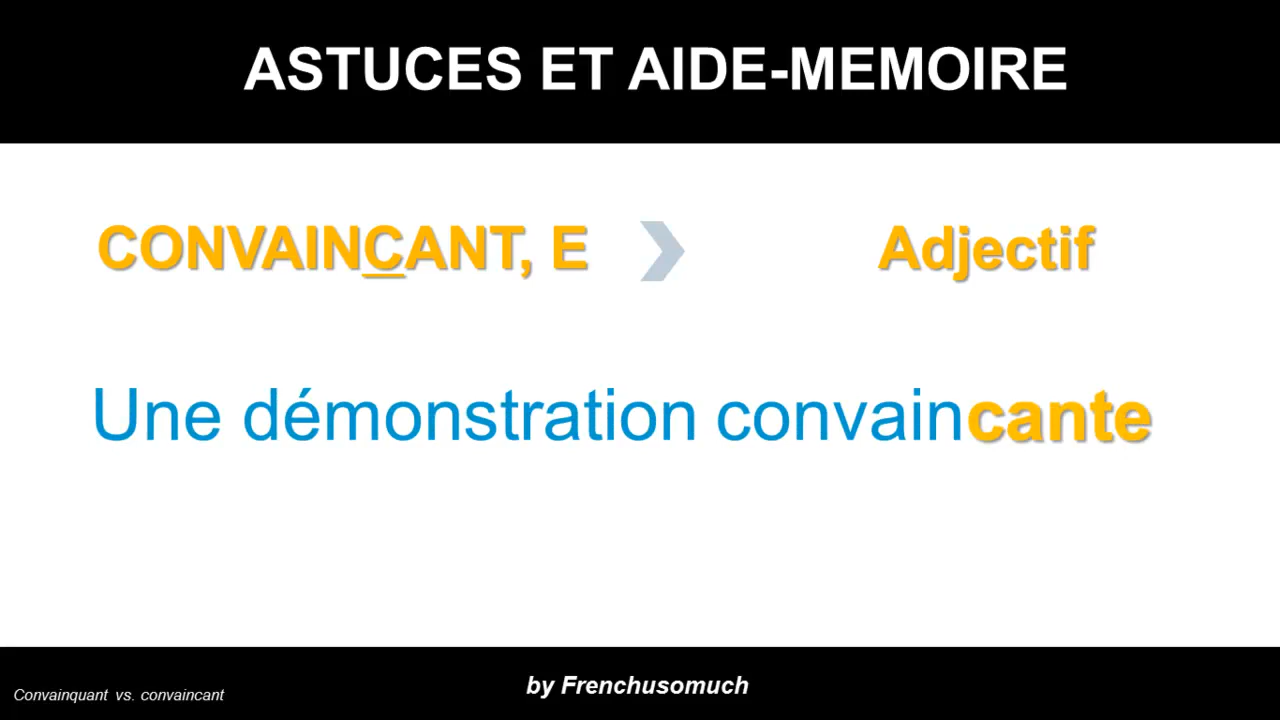 ASTUCES ET AIDE-MEMOIRE
CONVAINCANT, E Adjectif
Une démonstration convaincante
by Frenchusomuch
Convainquant vs. convaincant